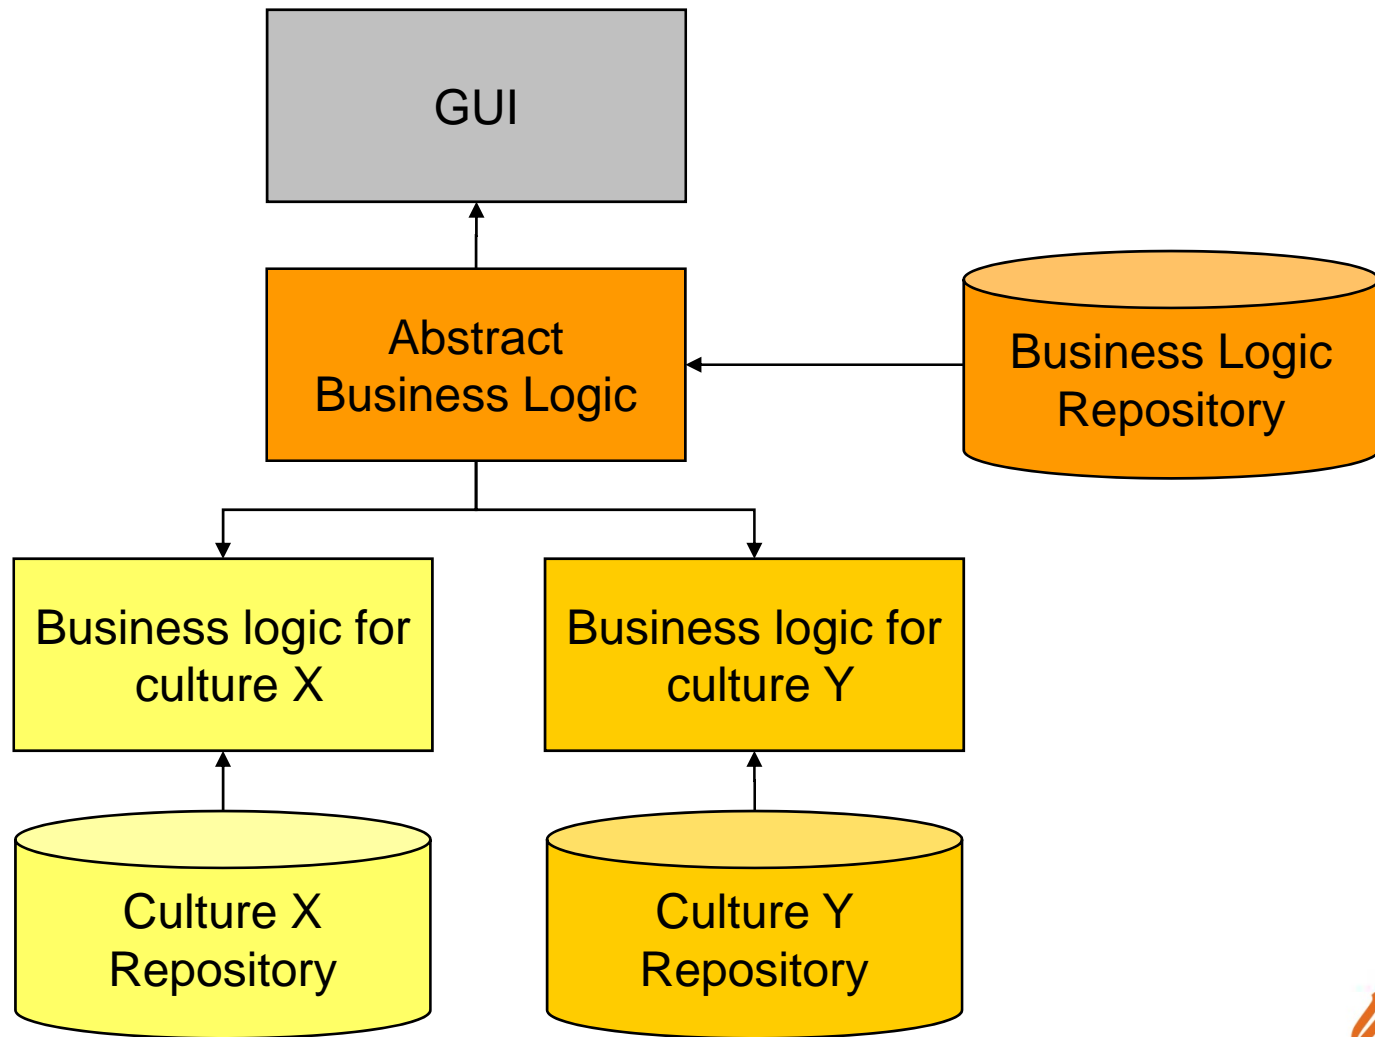 GUI
Abstract
Business Logic
Business Logic
Repository
Business logic for
culture X
Business logic for
culture Y
Culture X
Repository
Culture Y
Repository